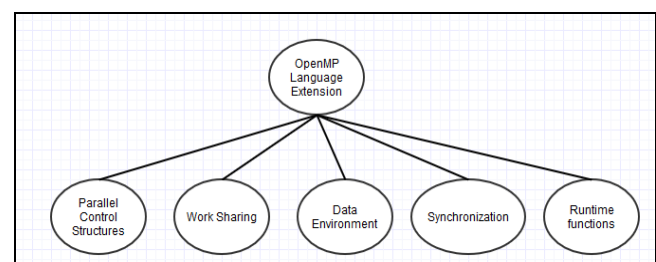 OpenMP
Language
Extension
Parallel
Control
Structures
Work Sharing
Data
Environment
Synchronization
Runtime
functions